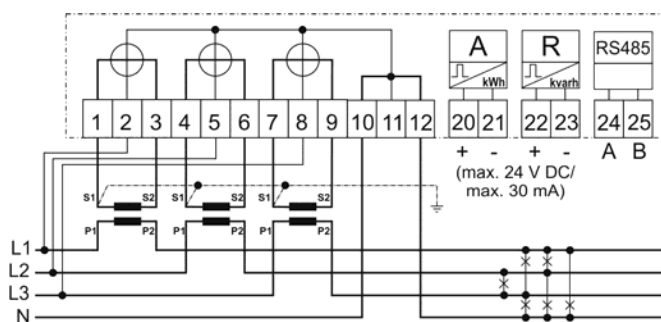 A R RS485
kWh kvarh
1 2 3 4 5 6 7 8 9 10 11 12 20 21 22 23 24 25
+ - + - A B
(max. 24 V DC/
max. 30 mA)
S1 S2 S1 S2 S1 S2
P1 P2 P1 P2 P1 P2
L1
L2
L3
N